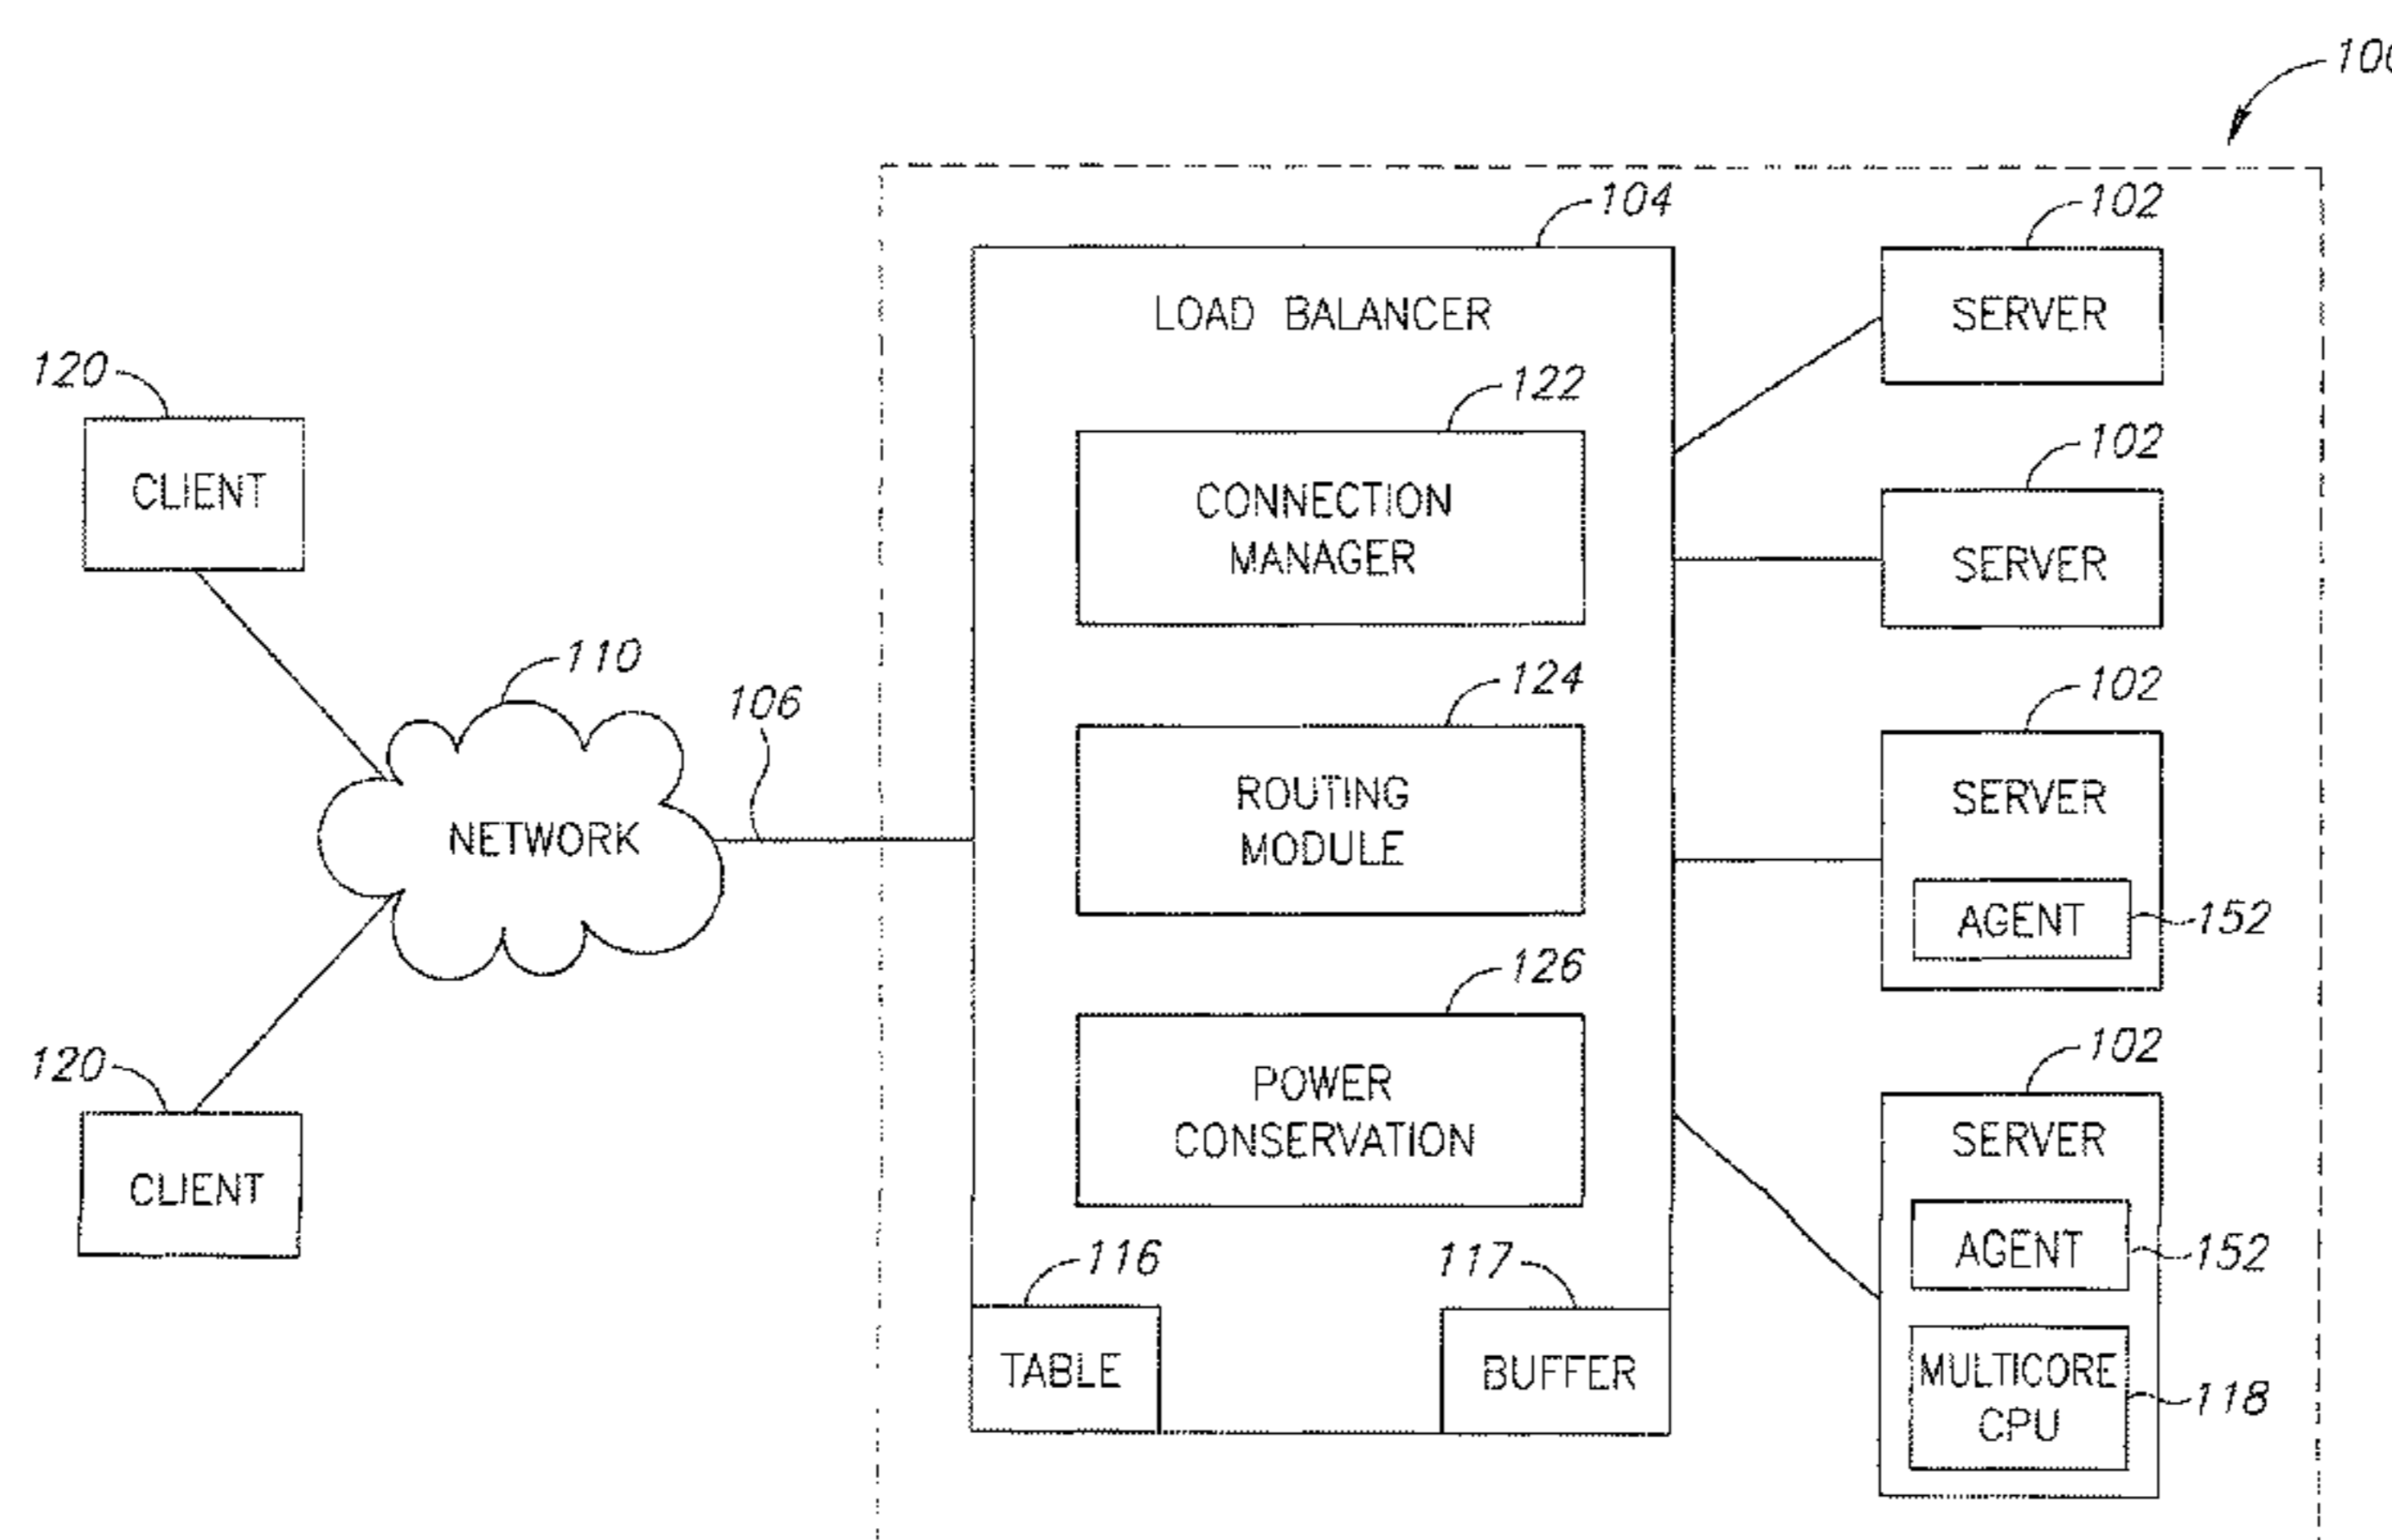 104
102
LOAD BALANCER
SERVER
120
122
102
CLIENT
CONNECTION
MANAGER
SERVER
110
106
124
102
NETWORK
ROUTING
MODULE
SERVER
AGENT
152
126
102
120
POWER
CONSERVATION
SERVER
CLIENT
AGENT
152
116
117
TABLE
BUFFER
MULTICORE
CPU
118